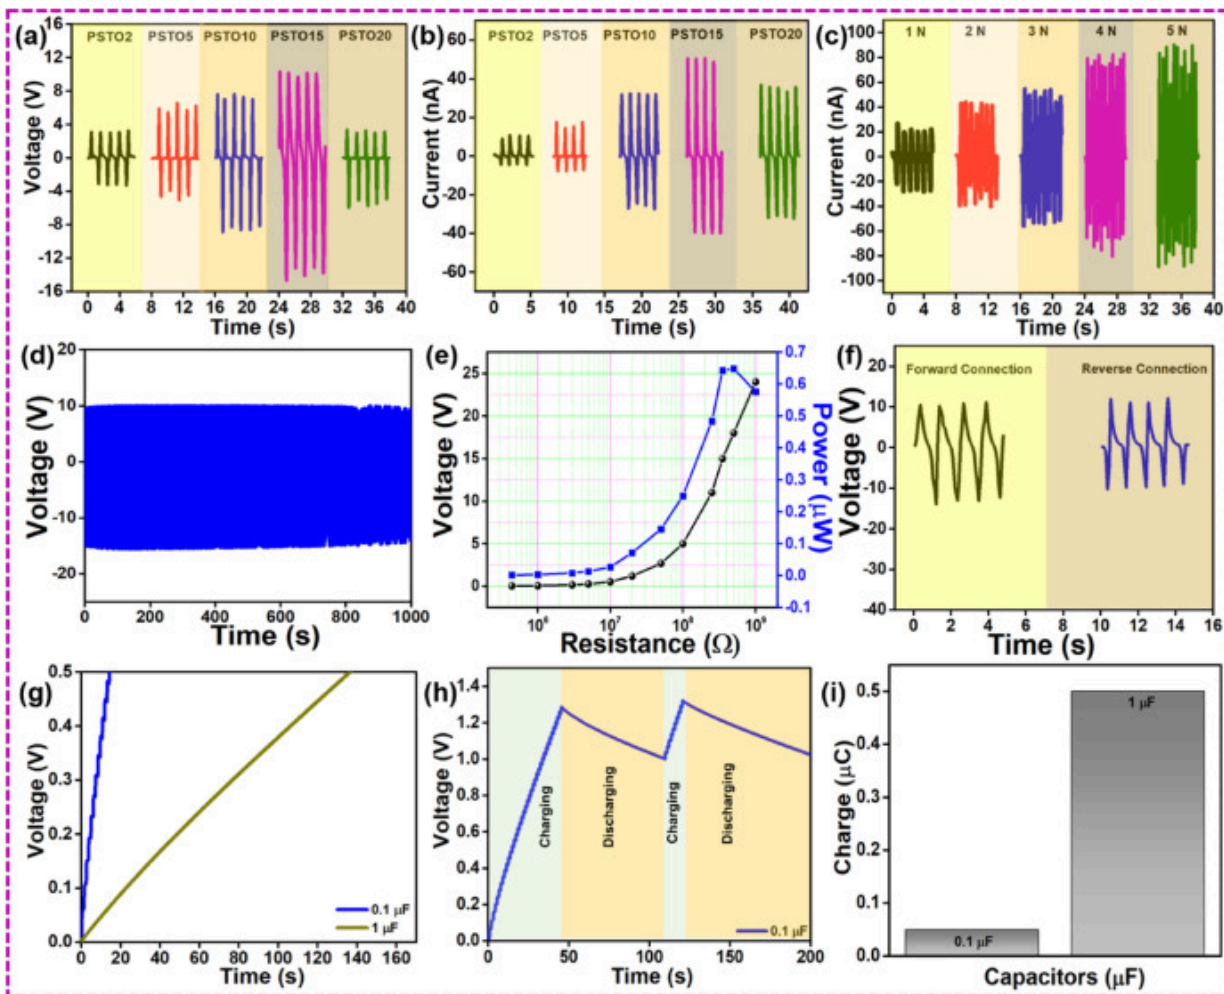 (a)
PSTO2 PSTO5 PSTO10 PSTO15 PSTO20
16
12
8
4
0
-4
-8
-12
-16
Voltage (V)
0 4 8 12 16 20 24 28 32 36 40
Time (s)
(b)
PSTO2 PSTO5 PSTO10 PSTO15 PSTO20
60
40
20
0
-20
-40
-60
Current (nA)
0 5 10 15 20 25 30 35 40
Time (s)
(c)
1 N 2 N 3 N 4 N 5 N
100
80
60
40
20
0
-20
-40
-60
-80
-100
Current (nA)
0 4 8 12 16 20 24 28 32 36 40
Time (s)
(d)
20
10
0
-10
-20
Voltage (V)
0 200 400 600 800 1000
Time (s)
(e)
25
20
15
10
5
0
Voltage (V)
0.7
0.6
0.5
0.4
0.3
0.2
0.1
0.0
-0.1
Power (μW)
10⁶ 10⁷ 10⁸ 10⁹
Resistance (Ω)
(f)
Forward Connection Reverse Connection
20
10
0
-10
-20
-30
-40
Voltage (V)
0 2 4 6 8 10 12 14 16
Time (s)
(g)
0.5
0.4
0.3
0.2
0.1
0.0
Voltage (V)
0.1 μF
1 μF
0 20 40 60 80 100 120 140 160
Time (s)
(h)
1.4
1.2
1.0
0.8
0.6
0.4
0.2
0.0
Voltage (V)
Charging
Discharging
Charging
Discharging
0.1 μF
0 50 100 150 200
Time (s)
(i)
0.5
0.4
0.3
0.2
0.1
0.0
Charge (μC)
1 μF
0.1 μF
Capacitors (μF)